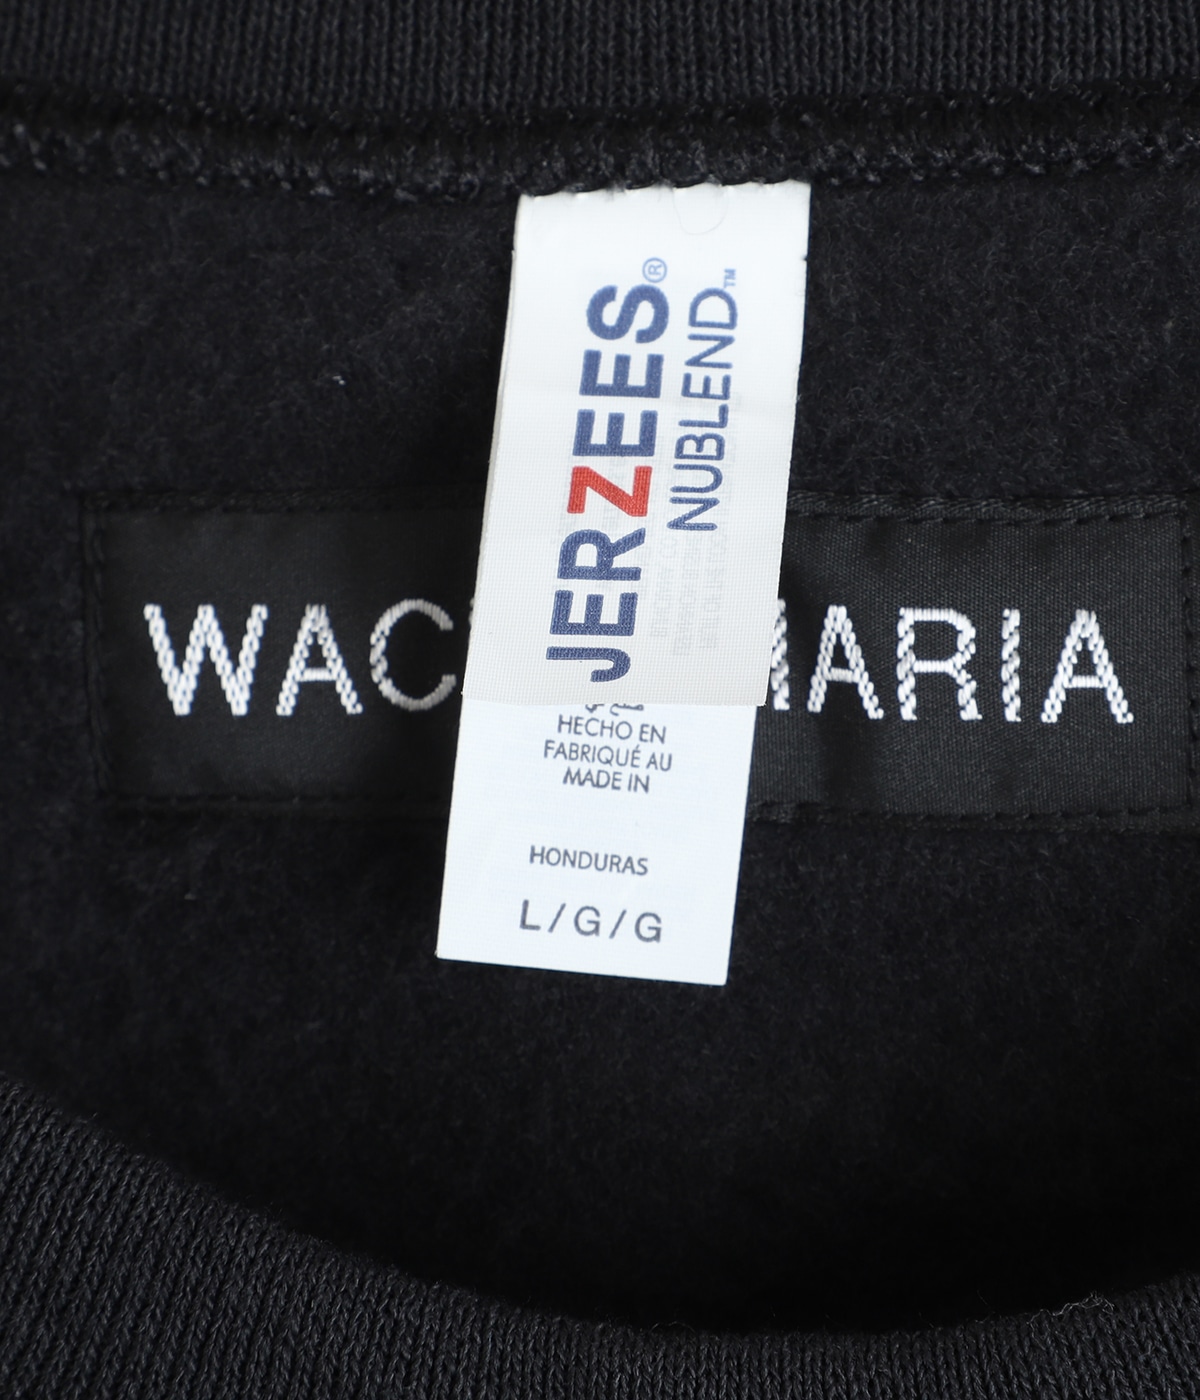 JERZEES®
NUBLEND™
WAC
MARIA
HECHO EN
FABRIQUÉ AU
MADE IN
HONDURAS
L/G/G